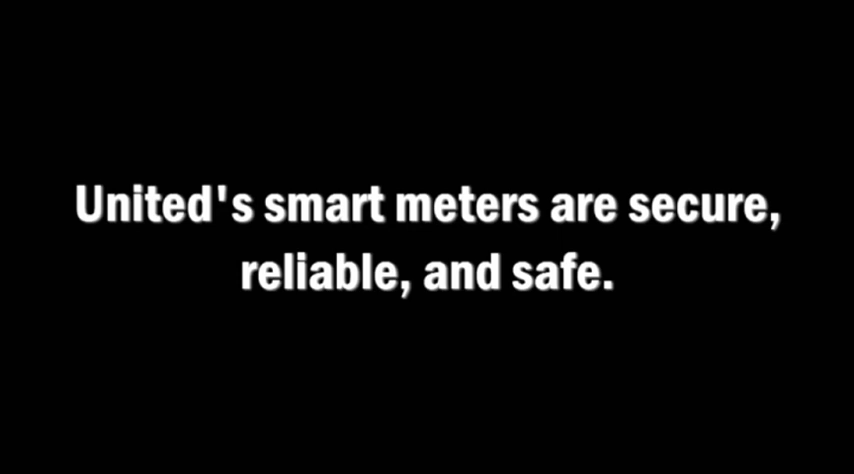 United's smart meters are secure,
reliable, and safe.